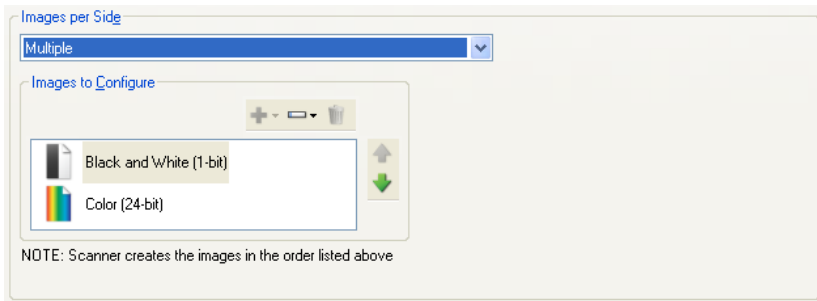 Images per Side
Multiple
Images to Configure
Black and White (1-bit)
Color (24-bit)
NOTE: Scanner creates the images in the order listed above